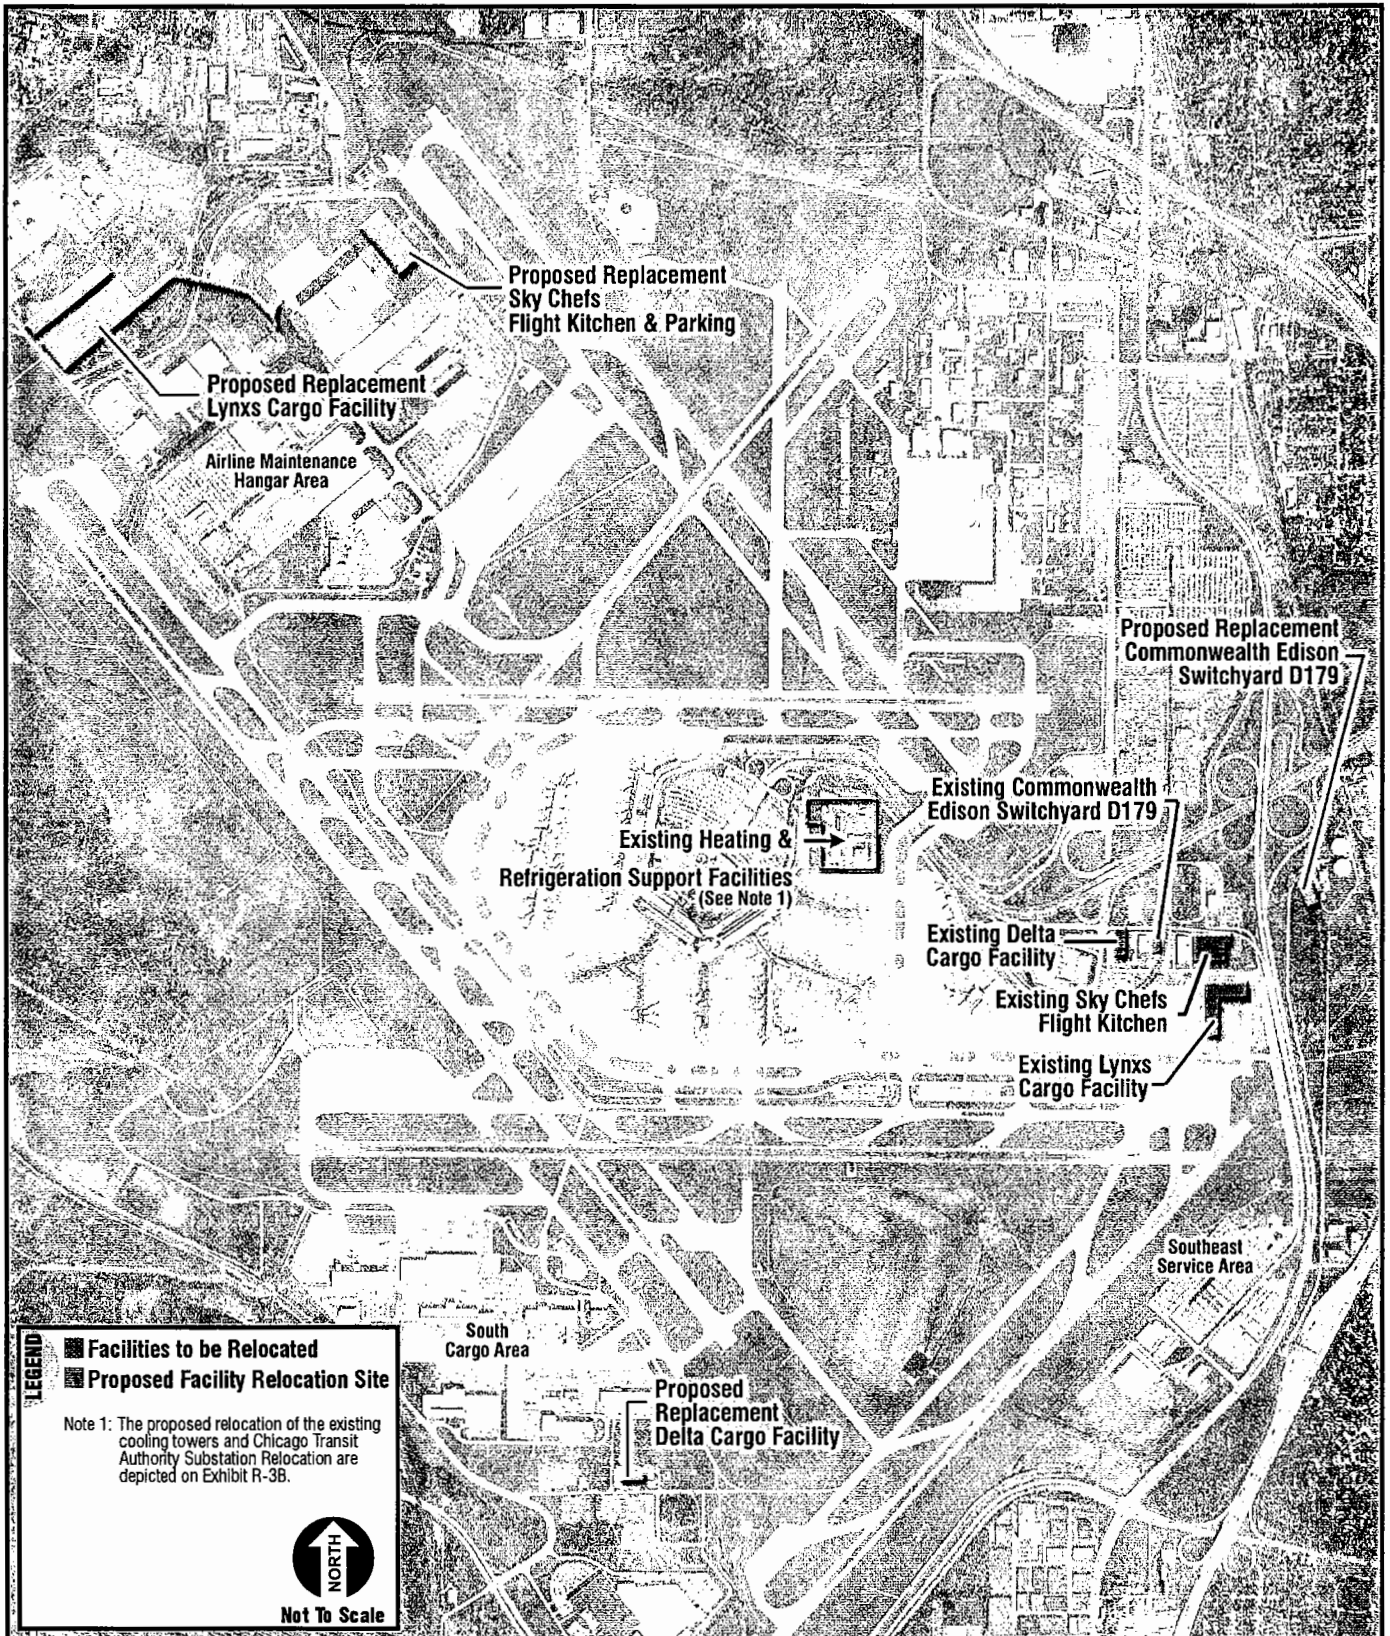 Proposed Replacement
Sky Chefs
Flight Kitchen & Parking
Proposed Replacement
Lynxs Cargo Facility
Airline Maintenance
Hangar Area
Proposed Replacement
Commonwealth Edison
Switchyard D179
Existing Commonwealth
Edison Switchyard D179
Existing Heating &
Refrigeration Support Facilities
(See Note 1)
Existing Delta
Cargo Facility
Existing Sky Chefs
Flight Kitchen
Existing Lynxs
Cargo Facility
Southeast
Service Area
South
Cargo Area
Proposed
Replacement
Delta Cargo Facility
LEGEND
Facilities to be Relocated
Proposed Facility Relocation Site
Note 1: The proposed relocation of the existing
cooling towers and Chicago Transit
Authority Substation Relocation are
depicted on Exhibit R-3B.
NORTH
Not To Scale